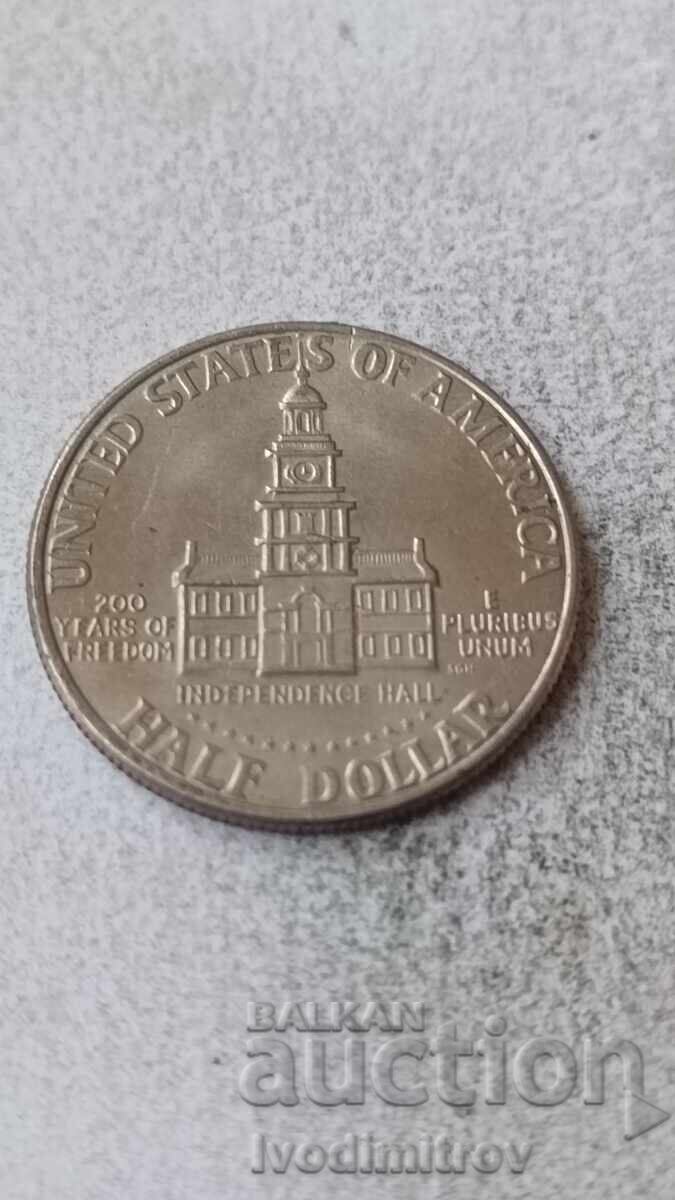 UNITED STATES OF AMERICA
200
YEARS OF
FREEDOM
E
PLURIBUS
UNUM
INDEPENDENCE HALL
HALF DOLLAR
BALKAN
auction
Ivodimitrov